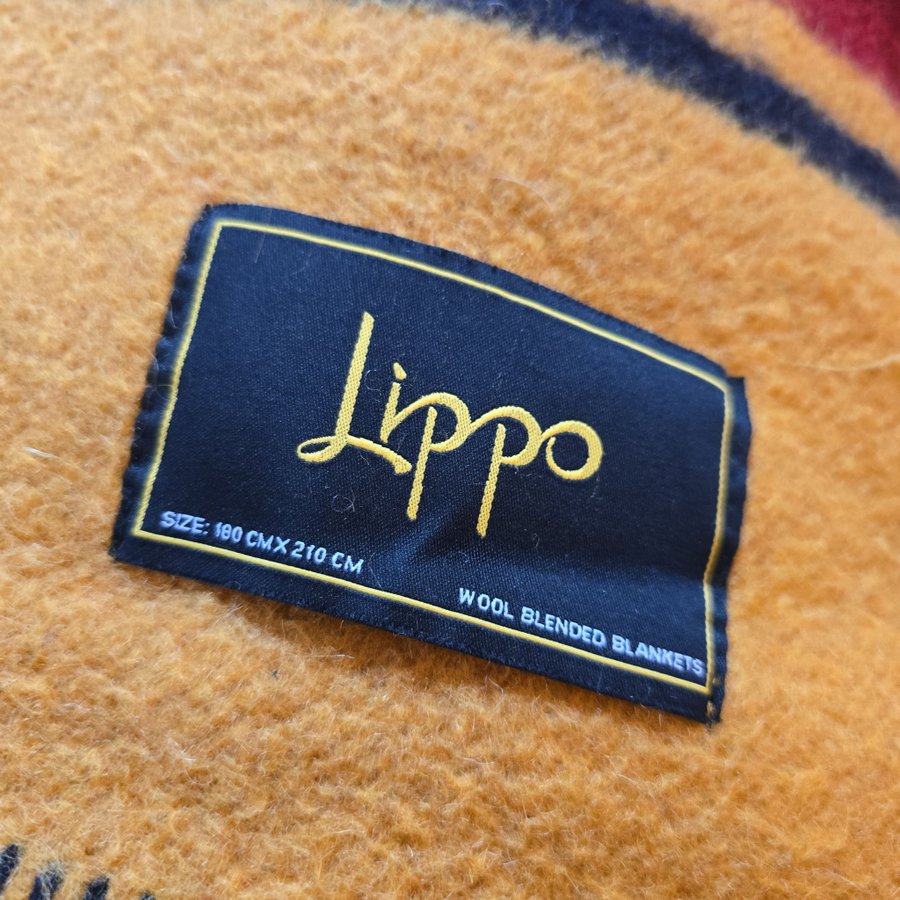 Lippo
SIZE: 180 CM X 210 CM
WOOL BLENDED BLANKETS